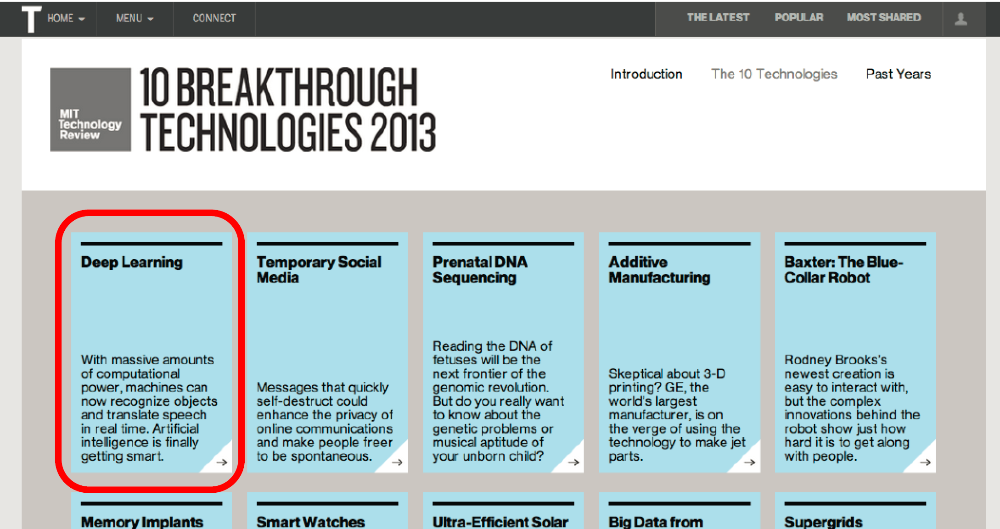 T HOME MENU CONNECT THE LATEST POPULAR MOST SHARED
MIT
Technology
Review
10 BREAKTHROUGH
TECHNOLOGIES 2013
Introduction The 10 Technologies Past Years
Deep Learning
With massive amounts
of computational
power, machines can
now recognize objects
and translate speech
in real time. Artificial
intelligence is finally
getting smart.
→
Temporary Social
Media
Messages that quickly
self-destruct could
enhance the privacy of
online communications
and make people freer
to be spontaneous.
→
Prenatal DNA
Sequencing
Reading the DNA of
fetuses will be the
next frontier of the
genomic revolution.
But do you really want
to know about the
genetic problems or
musical aptitude of
your unborn child?
→
Additive
Manufacturing
Skeptical about 3-D
printing? GE, the
world's largest
manufacturer, is on
the verge of using the
technology to make jet
parts.
→
Baxter: The Blue-
Collar Robot
Rodney Brooks's
newest creation is
easy to interact with,
but the complex
innovations behind the
robot show just how
hard it is to get along
with people.
→
Memory Implants
Smart Watches
Ultra-Efficient Solar
Big Data from
Supergrids